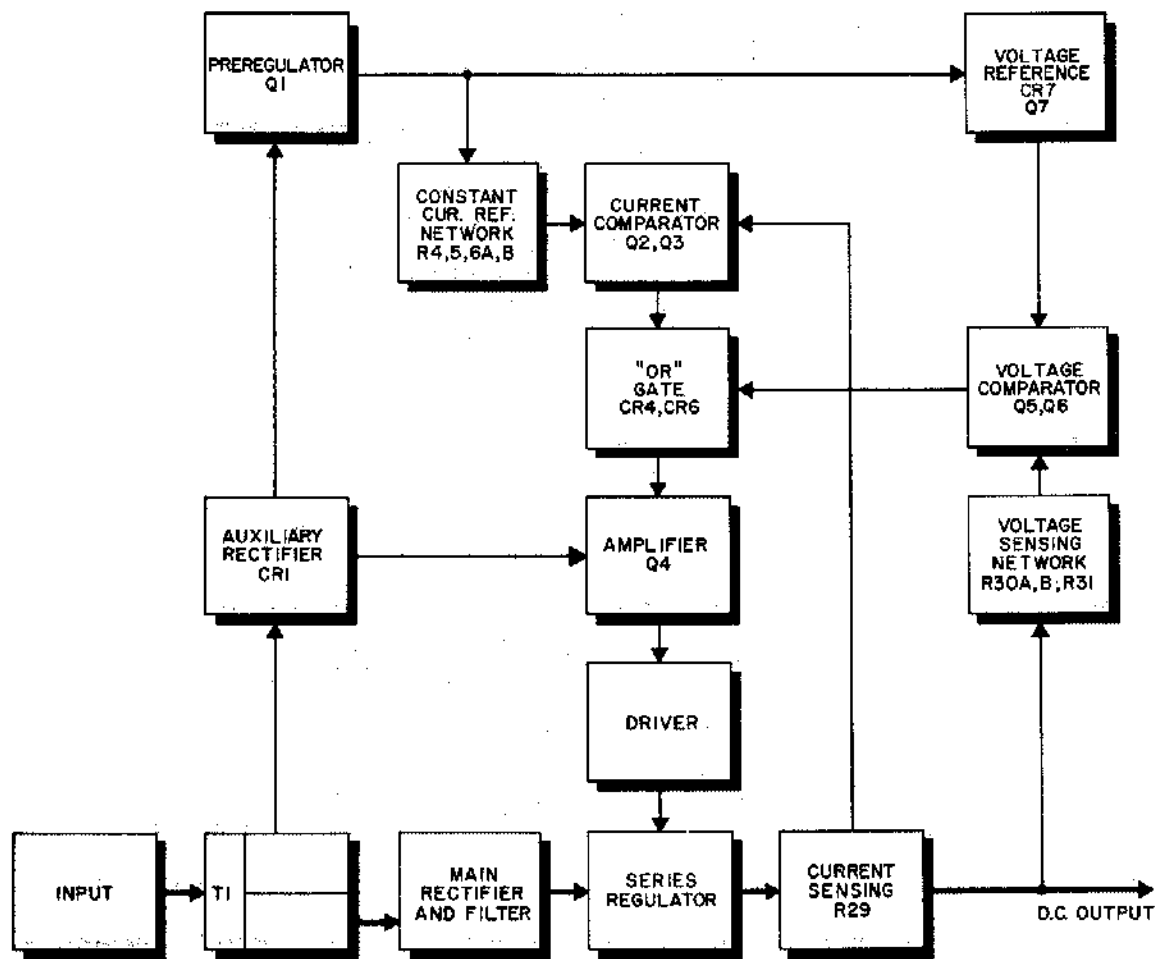 PREREGULATOR
Q1
VOLTAGE
REFERENCE
CR7
Q7
CONSTANT
CUR. REF.
NETWORK
R4,5,6A,B
CURRENT
COMPARATOR
Q2,Q3
"OR"
GATE
CR4,CR6
VOLTAGE
COMPARATOR
Q5,Q6
AUXILIARY
RECTIFIER
CR1
AMPLIFIER
Q4
VOLTAGE
SENSING
NETWORK
R30A,B;R31
DRIVER
INPUT
T1
MAIN
RECTIFIER
AND FILTER
SERIES
REGULATOR
CURRENT
SENSING
R29
D.C. OUTPUT